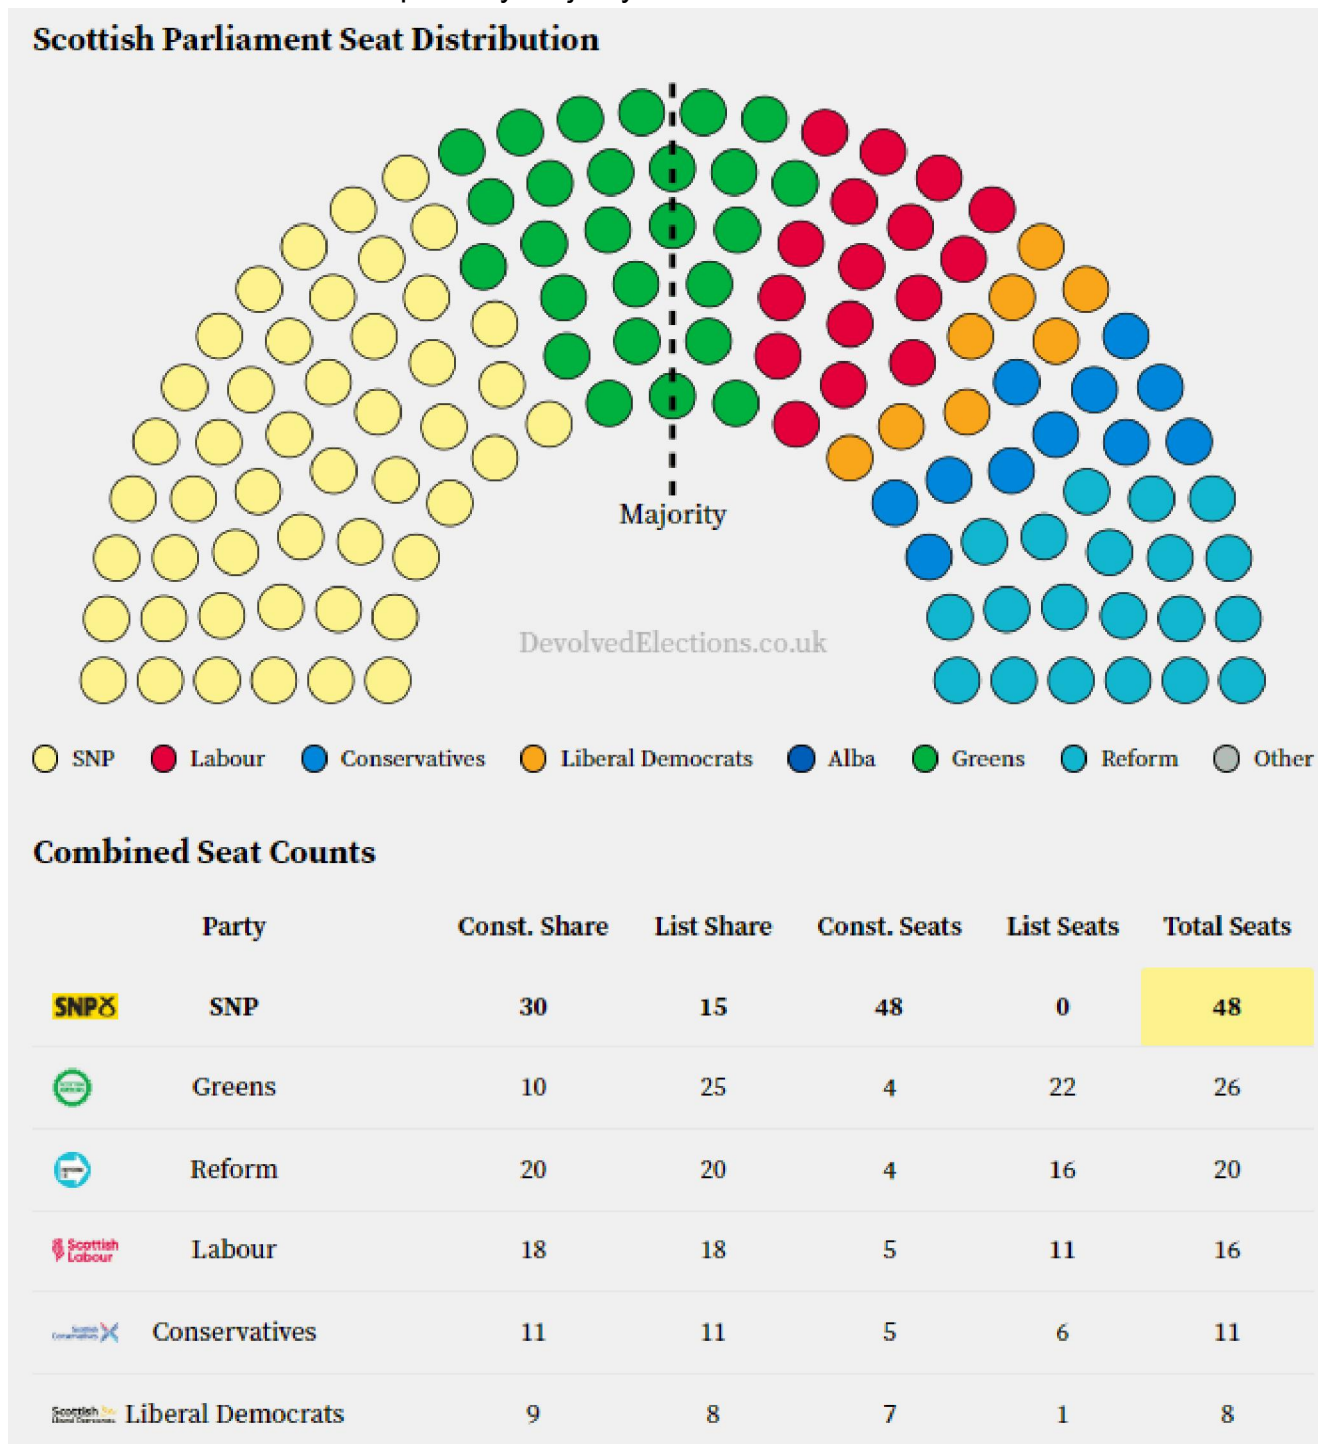 Scottish Parliament Seat Distribution
Majority
DevolvedElections.co.uk
SNP Labour Conservatives Liberal Democrats Alba Greens Reform Other
Combined Seat Counts
Party Const. Share List Share Const. Seats List Seats Total Seats
SNP SNP 30 15 48 0 48
Greens 10 25 4 22 26
Reform 20 20 4 16 20
Scottish
Labour Labour 18 18 5 11 16
Conservatives 11 11 5 6 11
Scottish
Liberal Democrats 9 8 7 1 8